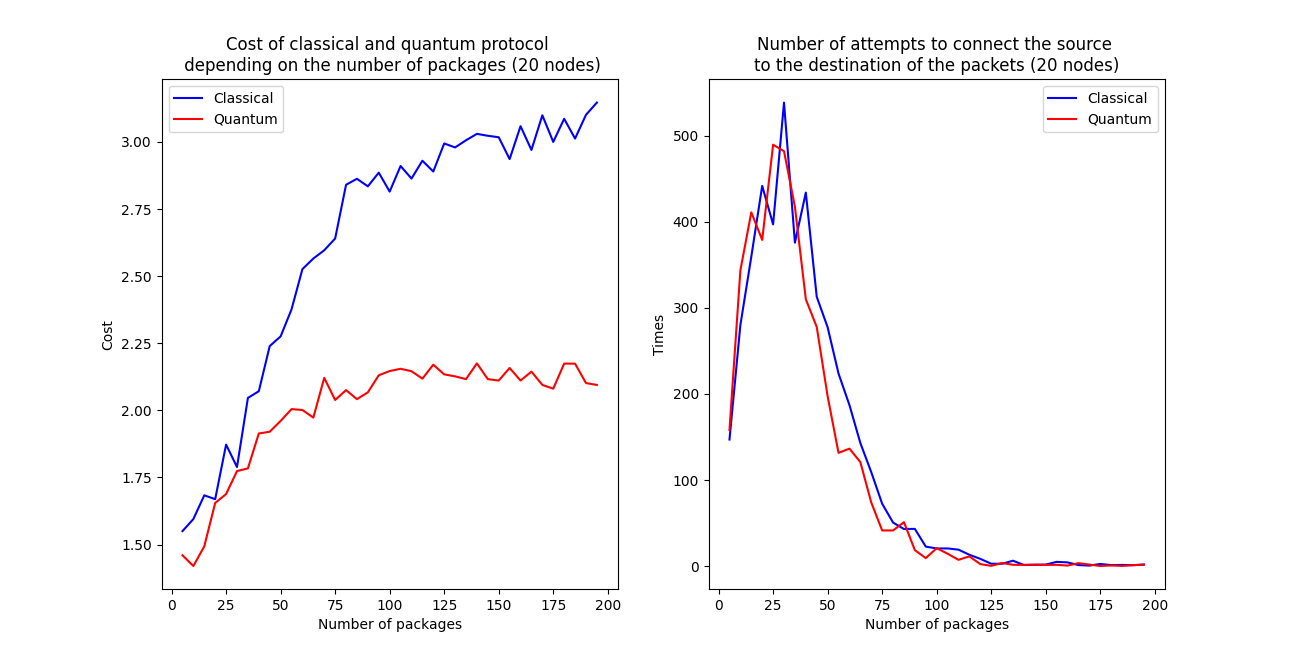 Cost of classical and quantum protocol
depending on the number of packages (20 nodes)
Classical
Quantum
3.00
2.75
2.50
2.25
2.00
1.75
1.50
Cost
0 25 50 75 100 125 150 175 200
Number of packages
Number of attempts to connect the source
to the destination of the packets (20 nodes)
Classical
Quantum
500
400
300
200
100
0
Times
0 25 50 75 100 125 150 175 200
Number of packages